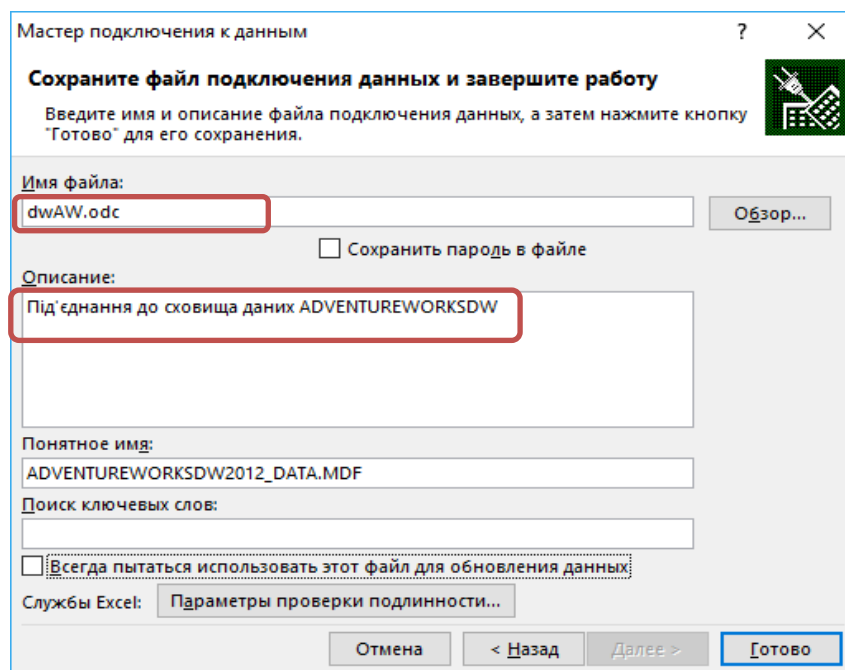 Мастер подключения к данным
?
Сохраните файл подключения данных и завершите работу
Введите имя и описание файла подключения данных, а затем нажмите кнопку
"Готово" для его сохранения.
Имя файла:
dwAW.odc
Обзор...
Сохранить пароль в файле
Описание:
Під'єднання до сховища даних ADVENTUREWORKSDW
Понятное имя:
ADVENTUREWORKSDW2012_DATA.MDF
Поиск ключевых слов:
Всегда пытаться использовать этот файл для обновления данных
Службы Excel: Параметры проверки подлинности...
Отмена < Назад Далее > Готово